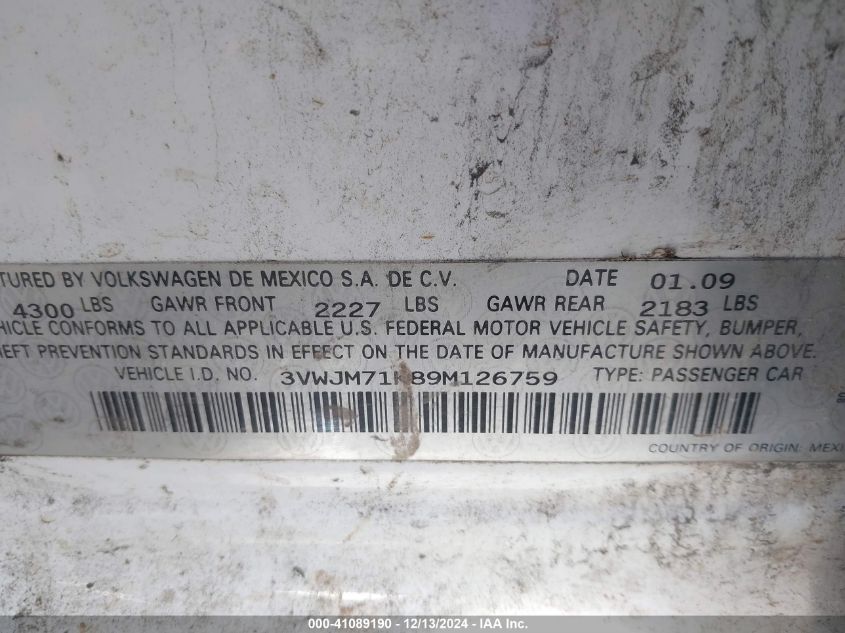 TURED BY VOLKSWAGEN DE MEXICO S.A. DE C.V. DATE 01.09
4300 LBS GAWR FRONT 2227 LBS GAWR REAR 2183 LBS
HICLE CONFORMS TO ALL APPLICABLE U.S. FEDERAL MOTOR VEHICLE SAFETY, BUMPER,
HEFT PREVENTION STANDARDS IN EFFECT ON THE DATE OF MANUFACTURE SHOWN ABOVE.
VEHICLE I.D. NO. 3VWJM71K89M126759 TYPE: PASSENGER CAR
COUNTRY OF ORIGIN: MEXI
000-41089190 - 12/13/2024 - IAA Inc.